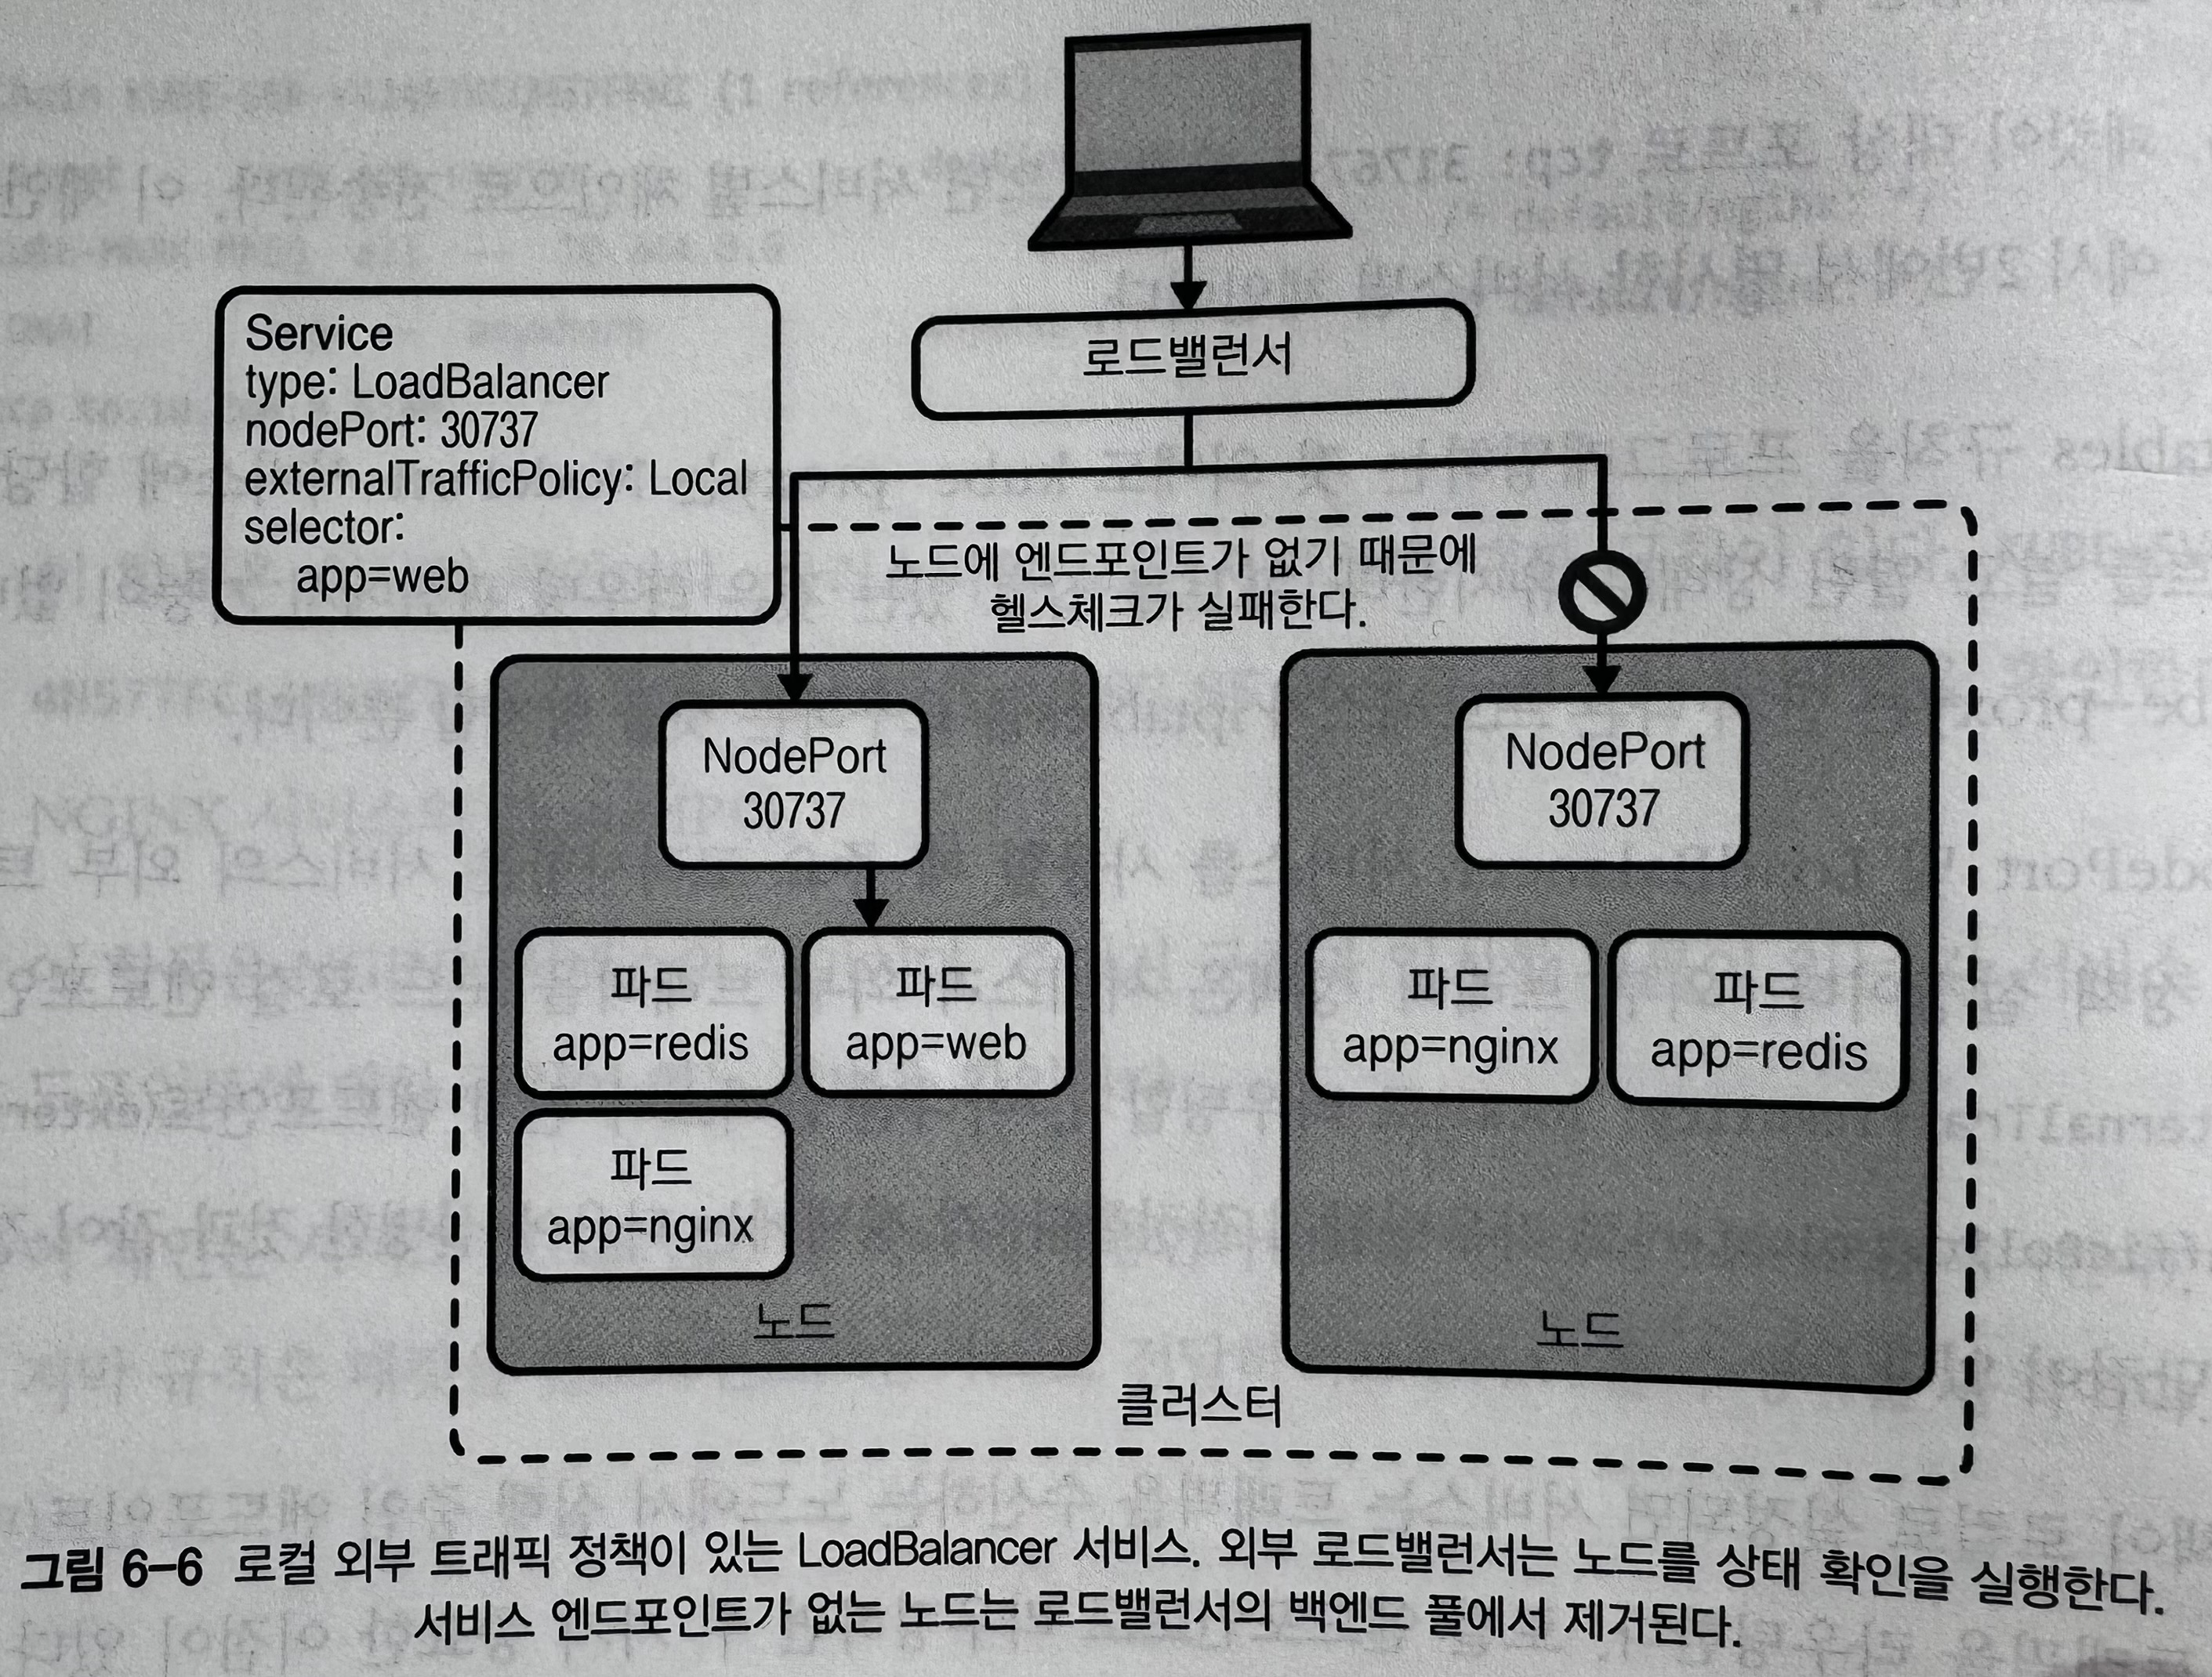 로드밸런서
Service
type: LoadBalancer
nodePort: 30737
externalTrafficPolicy: Local
selector:
app=web
노드에 엔드포인트가 없기 때문에
헬스체크가 실패한다.
NodePort
30737
파드
app=redis
파드
app=web
파드
app=nginx
노드
NodePort
30737
파드
app=nginx
파드
app=redis
노드
클러스터
그림 6-6 로컬 외부 트래픽 정책이 있는 LoadBalancer 서비스. 외부 로드밸런서는 노드를 상태 확인을 실행한다.
서비스 엔드포인트가 없는 노드는 로드밸런서의 백엔드 풀에서 제거된다.